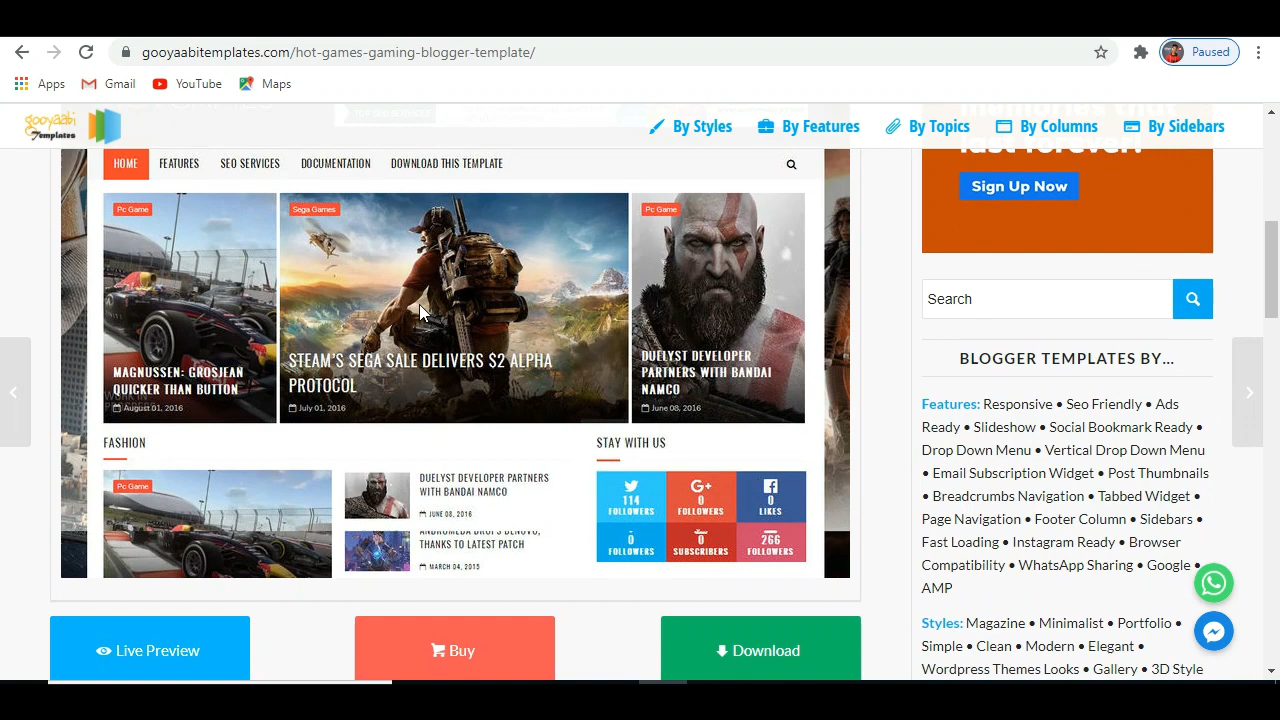 gooyaabitemplates.com/hot-games-gaming-blogger-template/
Paused
Apps
Gmail
YouTube
Maps
gooyaabi
Templates
By Styles
By Features
By Topics
By Columns
By Sidebars
last forever!
Sign Up Now
HOME
FEATURES
SEO SERVICES
DOCUMENTATION
DOWNLOAD THIS TEMPLATE
Pc Game
MAGNUSSEN: GROSJEAN
QUICKER THAN BUTTON
August 01, 2016
Sega Games
STEAM'S SEGA SALE DELIVERS $2 ALPHA
PROTOCOL
July 01, 2016
Pc Game
DUELYST DEVELOPER
PARTNERS WITH BANDAI
NAMCO
June 08, 2016
FASHION
Pc Game
DUELYST DEVELOPER PARTNERS
WITH BANDAI NAMCO
JUNE 08, 2016
THANKS TO LATEST PATCH
MARCH 04, 2015
STAY WITH US
114
FOLLOWERS
G+
0
FOLLOWERS
0
LIKES
0
FOLLOWERS
0
SUBSCRIBERS
266
FOLLOWERS
Live Preview
Buy
Download
Search
BLOGGER TEMPLATES BY...
Features: Responsive • Seo Friendly • Ads
Ready • Slideshow • Social Bookmark Ready •
Drop Down Menu • Vertical Drop Down Menu
• Email Subscription Widget • Post Thumbnails
• Breadcrumbs Navigation • Tabbed Widget •
Page Navigation • Footer Column • Sidebars •
Fast Loading • Instagram Ready • Browser
Compatibility • WhatsApp Sharing • Google •
AMP
Styles: Magazine • Minimalist • Portfolio •
Simple • Clean • Modern • Elegant •
Wordpress Themes Looks • Gallery • 3D Style